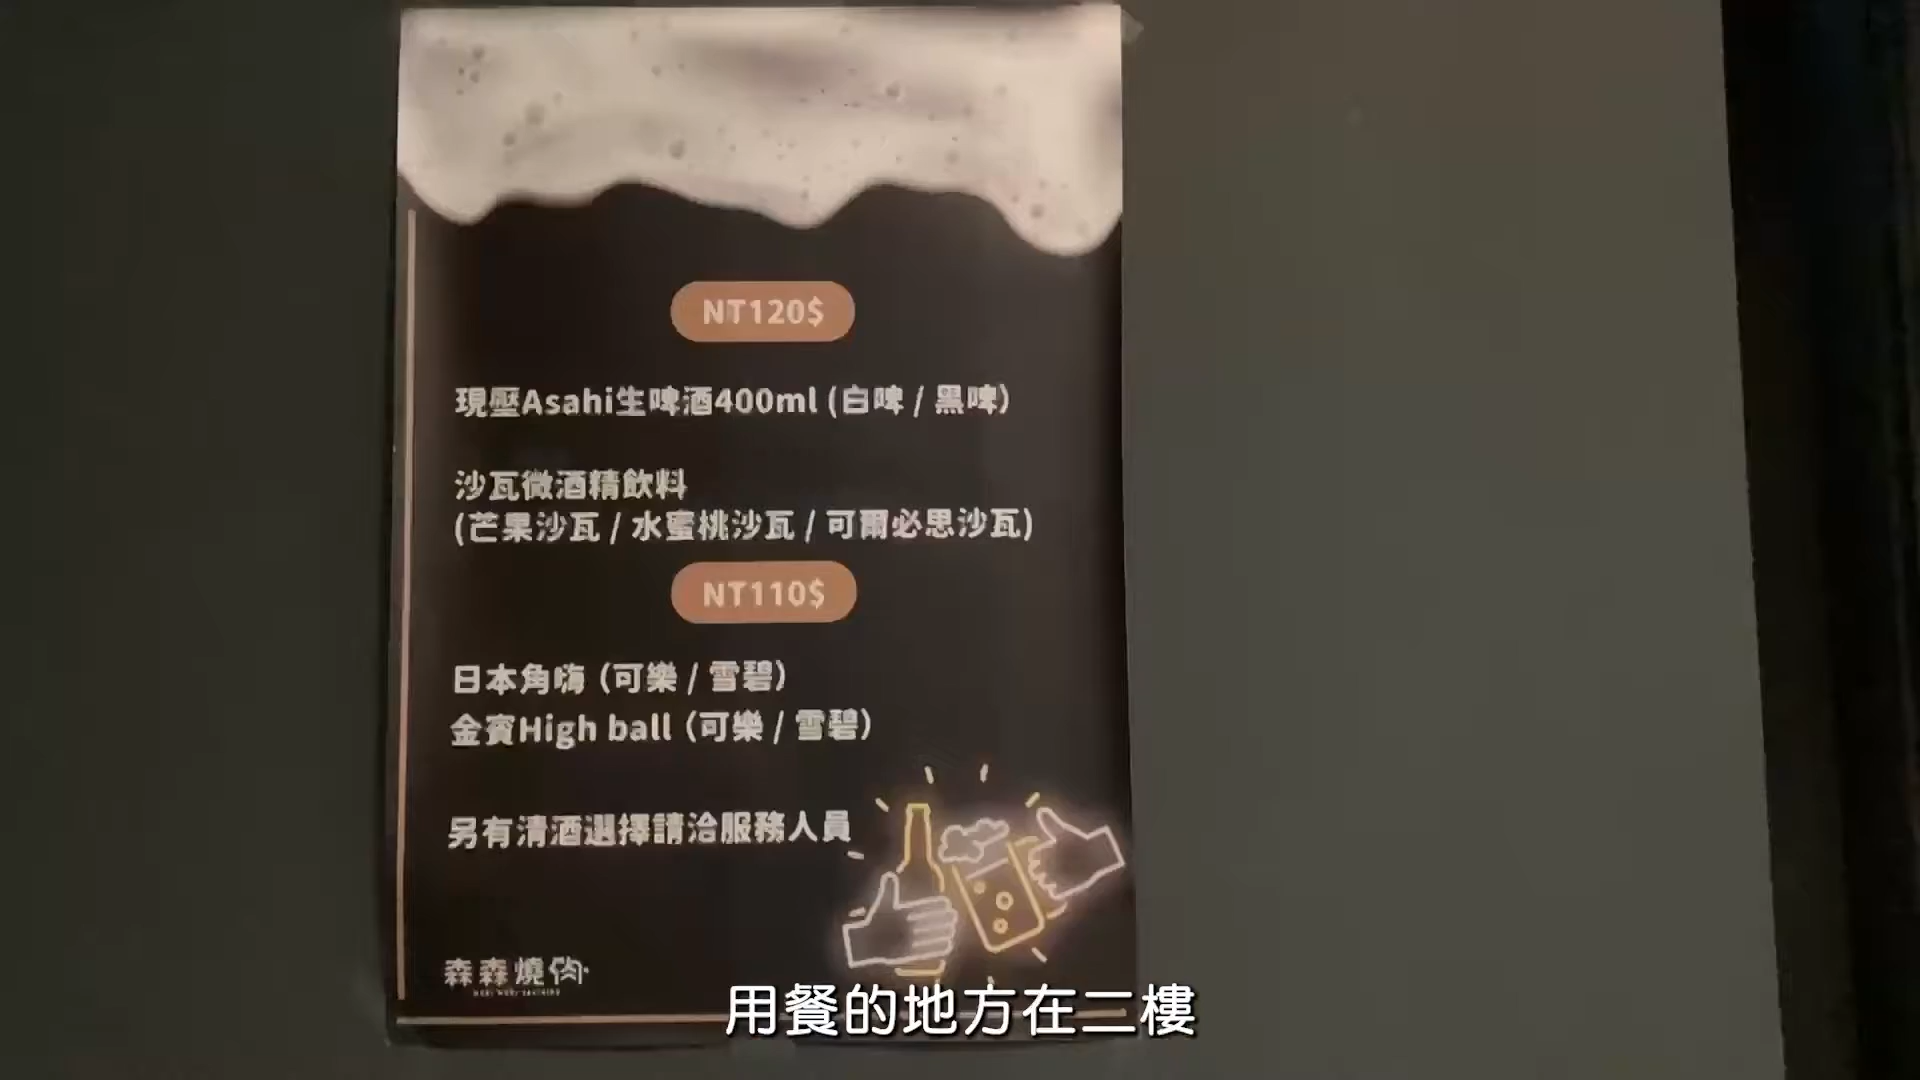 NT120$
現壓Asahi生啤酒400ml (白啤 / 黑啤)
沙瓦微酒精飲料
(芒果沙瓦 / 水蜜桃沙瓦 / 可爾必思沙瓦)
NT110$
日本角嗨 (可樂 / 雪碧)
金賓High ball (可樂 / 雪碧)
另有清酒選擇請洽服務人員
森森燒肉
用餐的地方在二樓